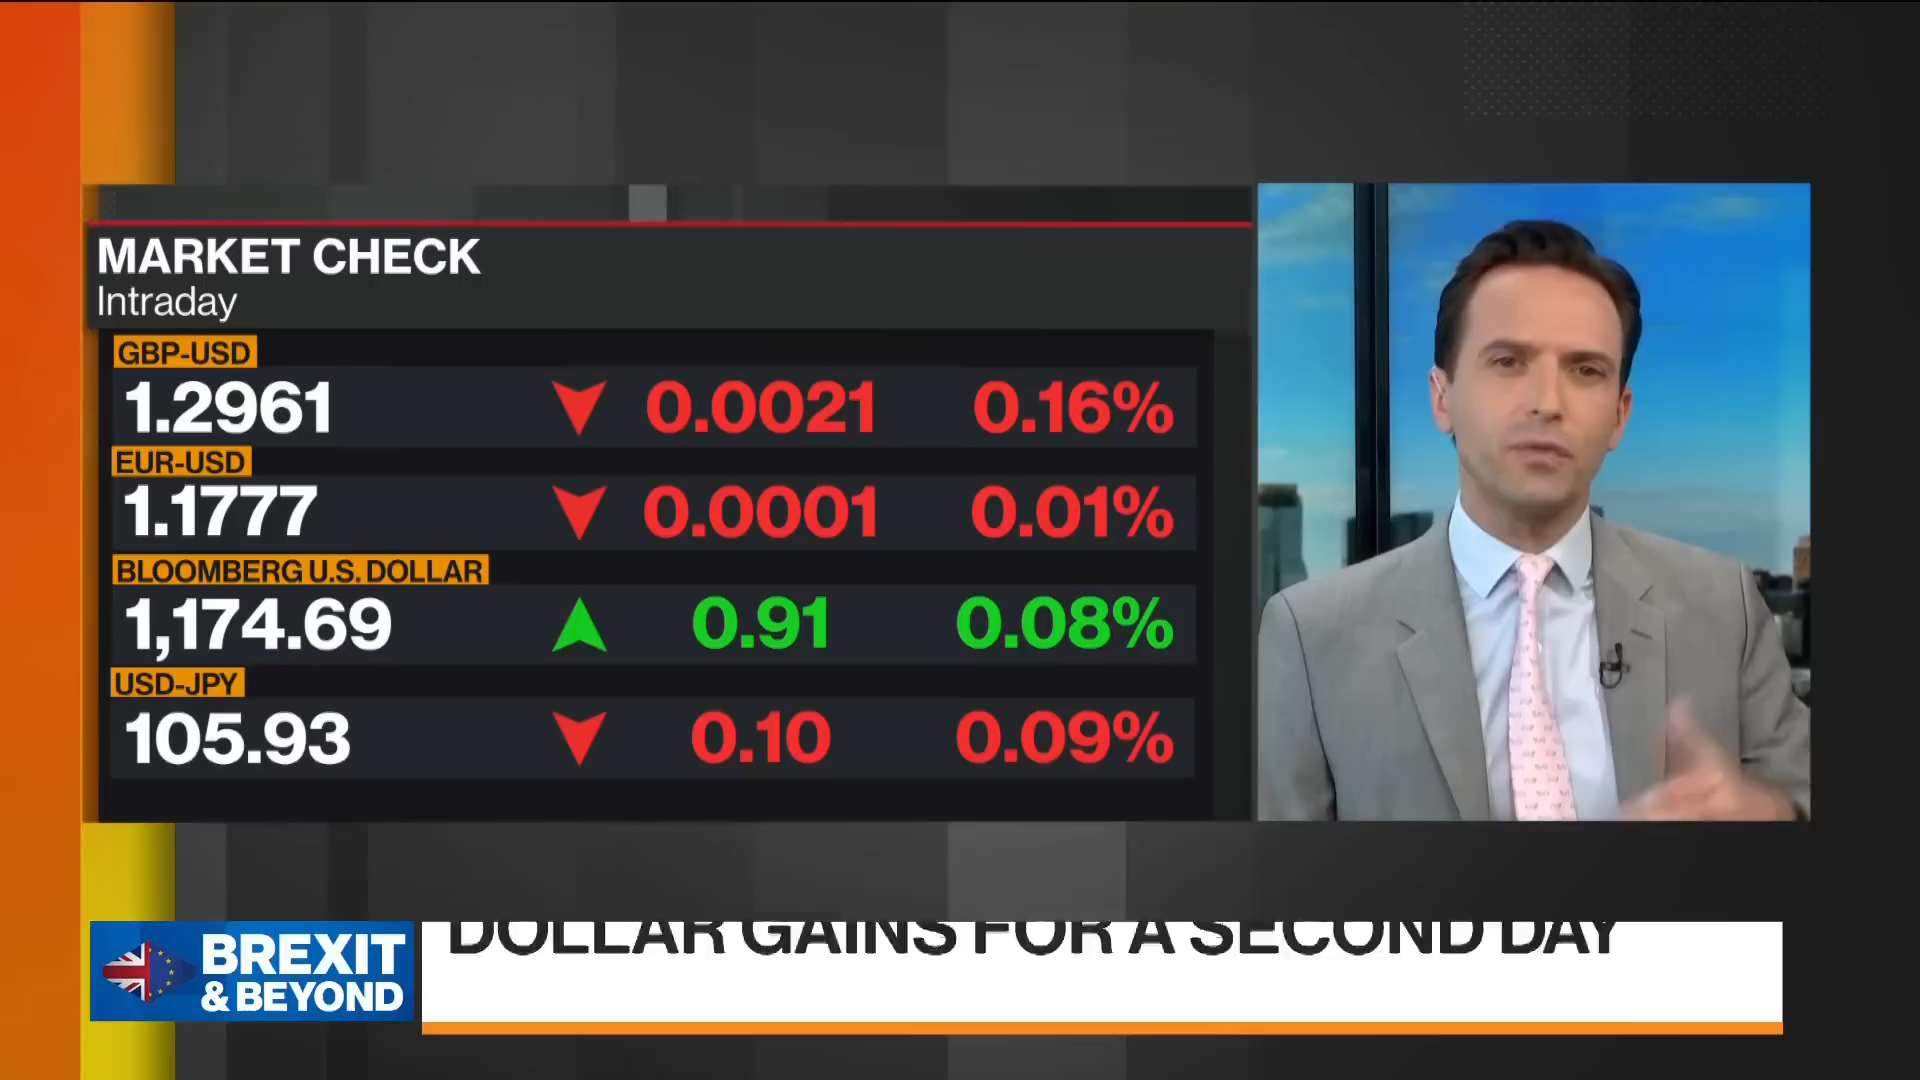 MARKET CHECK
Intraday
GBP-USD
1.2961 0.0021 0.16%
EUR-USD
1.1777 0.0001 0.01%
BLOOMBERG U.S. DOLLAR
1,174.69 0.91 0.08%
USD-JPY
105.93 0.10 0.09%
BREXIT
& BEYOND
DOLLAR GAINS FOR A SECOND DAY